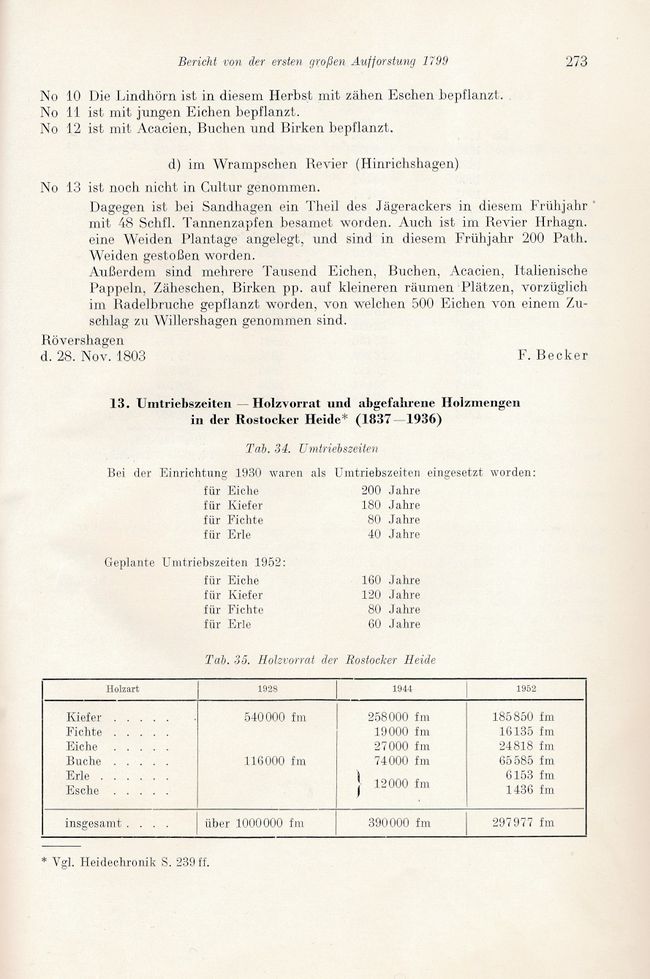 Bericht von der ersten großen Aufforstung 1799 273
No 10 Die Lindhörn ist in diesem Herbst mit zähen Eschen bepflanzt.
No 11 ist mit jungen Eichen bepflanzt.
No 12 ist mit Acacien, Buchen und Birken bepflanzt.
d) im Wrampschen Revier (Hinrichshagen)
No 13 ist noch nicht in Cultur genommen.
Dagegen ist bei Sandhagen ein Theil des Jägerackers in diesem Frühjahr
mit 48 Schfl. Tannenzapfen besamet worden. Auch ist im Revier Hrhagn.
eine Weiden Plantage angelegt, und sind in diesem Frühjahr 200 Path.
Weiden gestoßen worden.
Außerdem sind mehrere Tausend Eichen, Buchen, Acacien, Italienische
Pappeln, Zäheschen, Birken pp. auf kleineren räumen Plätzen, vorzüglich
im Radelbruche gepflanzt worden, von welchen 500 Eichen von einem Zu-
schlag zu Willershagen genommen sind.
Rövershagen
d. 28. Nov. 1803 F. Becker
13. Umtriebszeiten — Holzvorrat und abgefahrene Holzmengen
in der Rostocker Heide* (1837—1936)
Tab. 34. Umtriebszeiten
Bei der Einrichtung 1930 waren als Umtriebszeiten eingesetzt worden:
für Eiche 200 Jahre
für Kiefer 180 Jahre
für Fichte 80 Jahre
für Erle 40 Jahre
Geplante Umtriebszeiten 1952:
für Eiche 160 Jahre
für Kiefer 120 Jahre
für Fichte 80 Jahre
für Erle 60 Jahre
Tab. 35. Holzvorrat der Rostocker Heide
Holzart 1928 1944 1952
Kiefer . . . . . 540000 fm 258000 fm 185850 fm
Fichte . . . . . 19000 fm 16135 fm
Eiche . . . . . 27000 fm 24818 fm
Buche . . . . . 116000 fm 74000 fm 65585 fm
Erle . . . . . . 6153 fm
} 12000 fm
Esche . . . . . 1436 fm
insgesamt . . . . über 1000000 fm 390000 fm 297977 fm
* Vgl. Heidechronik S. 239 ff.